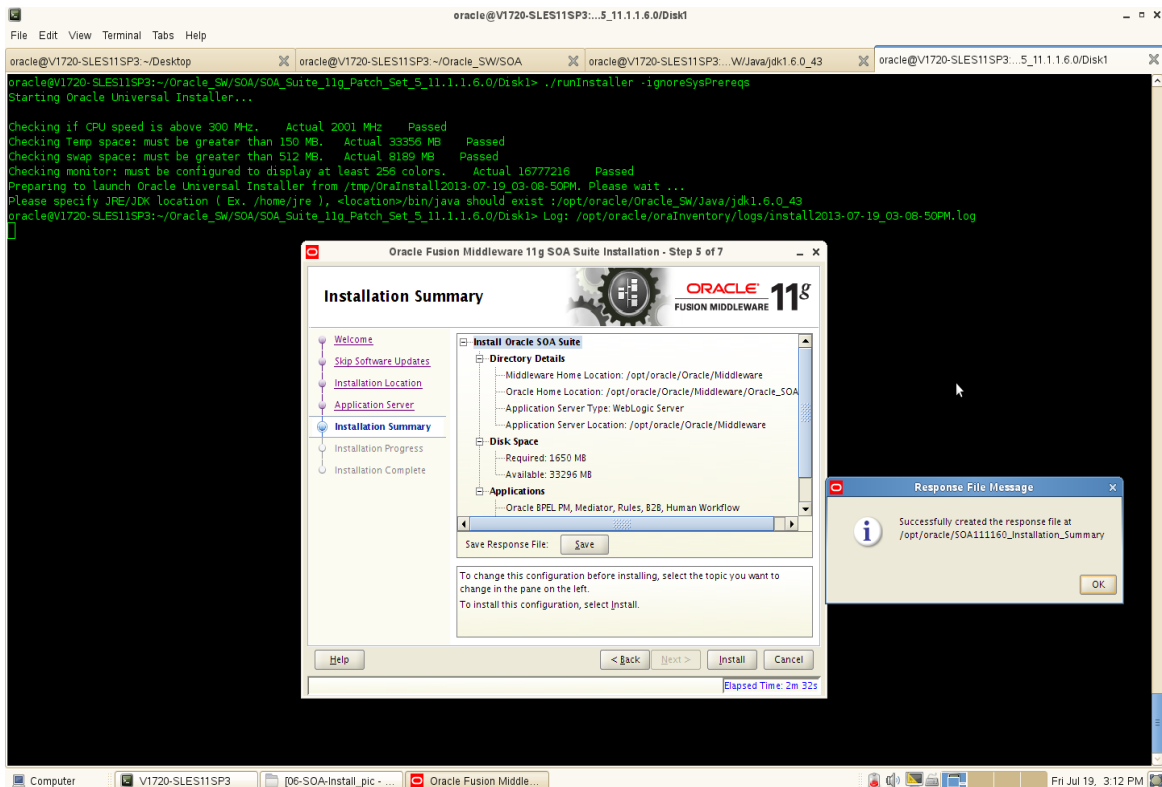 oracle@V1720-SLES11SP3:...5_11.1.1.6.0/Disk1
File Edit View Terminal Tabs Help
oracle@V1720-SLES11SP3:~/Desktop
oracle@V1720-SLES11SP3:~/Oracle_SW/SOA
oracle@V1720-SLES11SP3:...W/Java/jdk1.6.0_43
oracle@V1720-SLES11SP3:...5_11.1.1.6.0/Disk1
oracle@V1720-SLES11SP3:~/Oracle_SW/SOA/SOA_Suite_11g_Patch_Set_5_11.1.1.6.0/Disk1> ./runInstaller -ignoreSysPrereqs
Starting Oracle Universal Installer...
Checking if CPU speed is above 300 MHz. Actual 2001 MHz Passed
Checking Temp space: must be greater than 150 MB. Actual 33356 MB Passed
Checking swap space: must be greater than 512 MB. Actual 8189 MB Passed
Checking monitor: must be configured to display at least 256 colors. Actual 16777216 Passed
Preparing to launch Oracle Universal Installer from /tmp/OraInstall2013-07-19_03-08-50PM. Please wait ...
Please specify JRE/JDK location ( Ex. /home/jre ), <location>/bin/java should exist :/opt/oracle/Oracle_SW/Java/jdk1.6.0_43
oracle@V1720-SLES11SP3:~/Oracle_SW/SOA/SOA_Suite_11g_Patch_Set_5_11.1.1.6.0/Disk1> Log: /opt/oracle/oraInventory/logs/install2013-07-19_03-08-50PM.log
Oracle Fusion Middleware 11g SOA Suite Installation - Step 5 of 7
Installation Summary
ORACLE
FUSION MIDDLEWARE 11g
Welcome
Skip Software Updates
Installation Location
Application Server
Installation Summary
Installation Progress
Installation Complete
Install Oracle SOA Suite
Directory Details
Middleware Home Location: /opt/oracle/Oracle/Middleware
Oracle Home Location: /opt/oracle/Oracle/Middleware/Oracle_SOA
Application Server Type: WebLogic Server
Application Server Location: /opt/oracle/Oracle/Middleware
Disk Space
Required: 1650 MB
Available: 33296 MB
Applications
Oracle BPEL PM, Mediator, Rules, B2B, Human Workflow
Save Response File: Save
To change this configuration before installing, select the topic you want to
change in the pane on the left.
To install this configuration, select Install.
Help
< Back
Next >
Install
Cancel
Elapsed Time: 2m 32s
Response File Message
Successfully created the response file at
/opt/oracle/SOA111160_Installation_Summary
OK
Computer
V1720-SLES11SP3
[06-SOA-Install_pic - ...
Oracle Fusion Middle...
Fri Jul 19, 3:12 PM